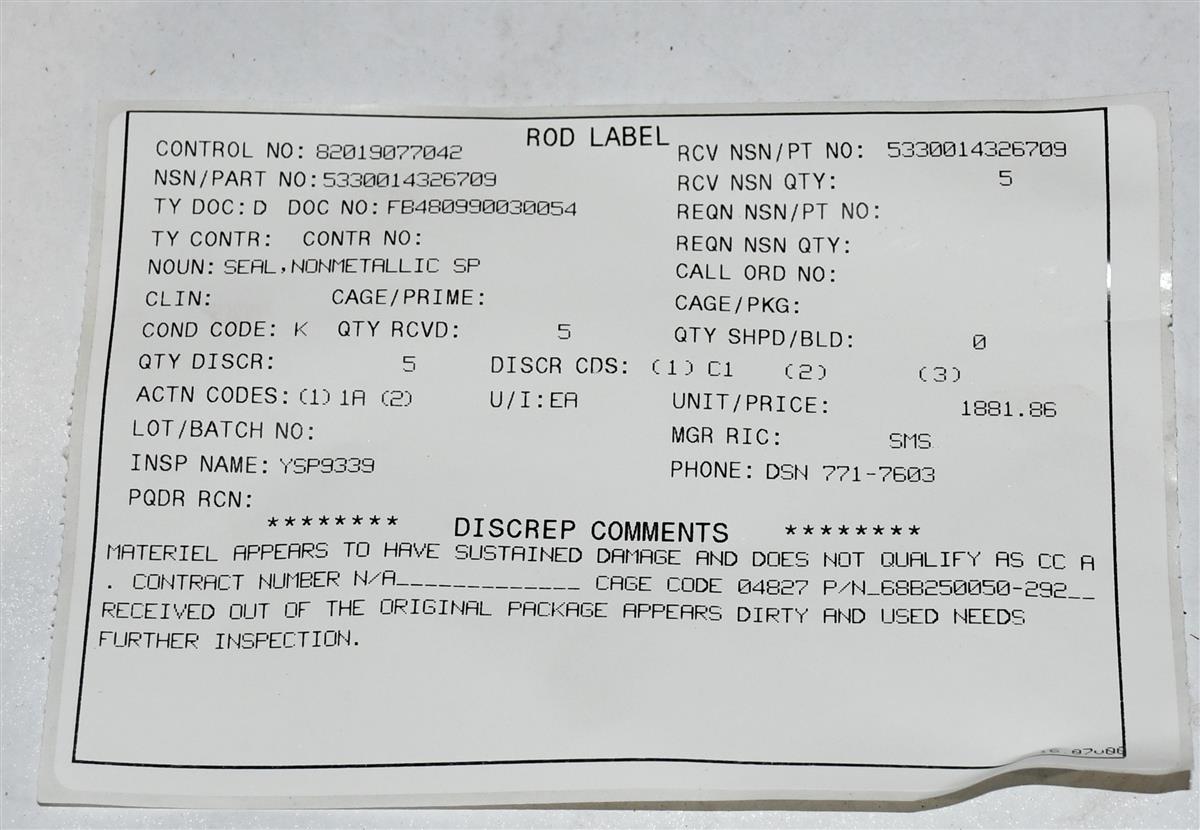 ROD LABEL
CONTROL NO: 82019077042 RCV NSN/PT NO: 5330014326709
NSN/PART NO: 5330014326709 RCV NSN QTY: 5
TY DOC: D DOC NO: FB480990030054 REQN NSN/PT NO:
TY CONTR: CONTR NO: REQN NSN QTY:
NOUN: SEAL,NONMETALLIC SP CALL ORD NO:
CLIN: CAGE/PRIME: CAGE/PKG:
COND CODE: K QTY RCVD: 5 QTY SHPD/BLD: 0
QTY DISCR: 5 DISCR CDS: (1) C1 (2) (3)
ACTN CODES: (1) 1A (2) U/I: EA UNIT/PRICE: 1881.86
LOT/BATCH NO: MGR RIC: SMS
INSP NAME: YSP9339 PHONE: DSN 771-7603
PQDR RCN:
******** DISCREP COMMENTS ********
MATERIEL APPEARS TO HAVE SUSTAINED DAMAGE AND DOES NOT QUALIFY AS CC A
. CONTRACT NUMBER N/A_____________ CAGE CODE 04827 P/N_68B250050-292__
RECEIVED OUT OF THE ORIGINAL PACKAGE APPEARS DIRTY AND USED NEEDS
FURTHER INSPECTION.